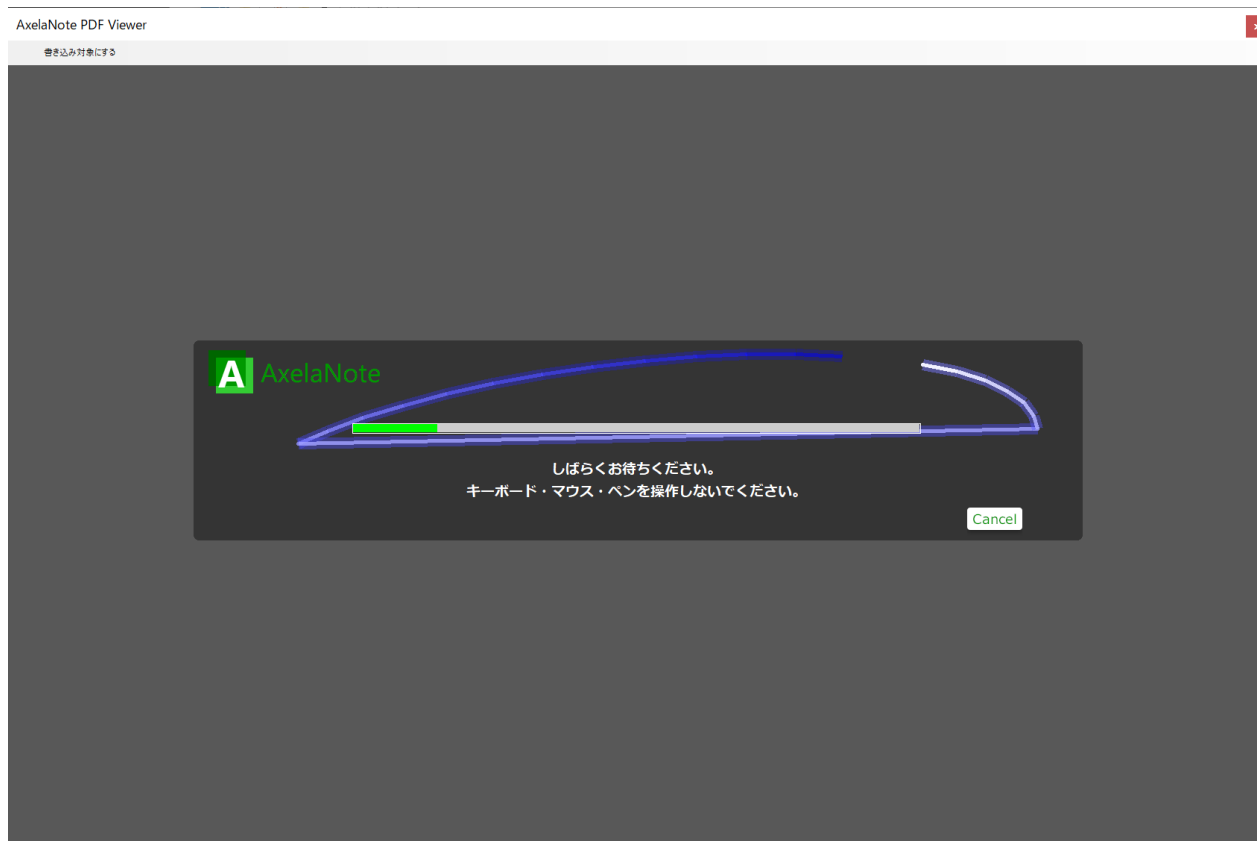 AxelaNote PDF Viewer
書き込み対象にする
A AxelaNote
しばらくお待ちください。
キーボード・マウス・ペンを操作しないでください。
Cancel